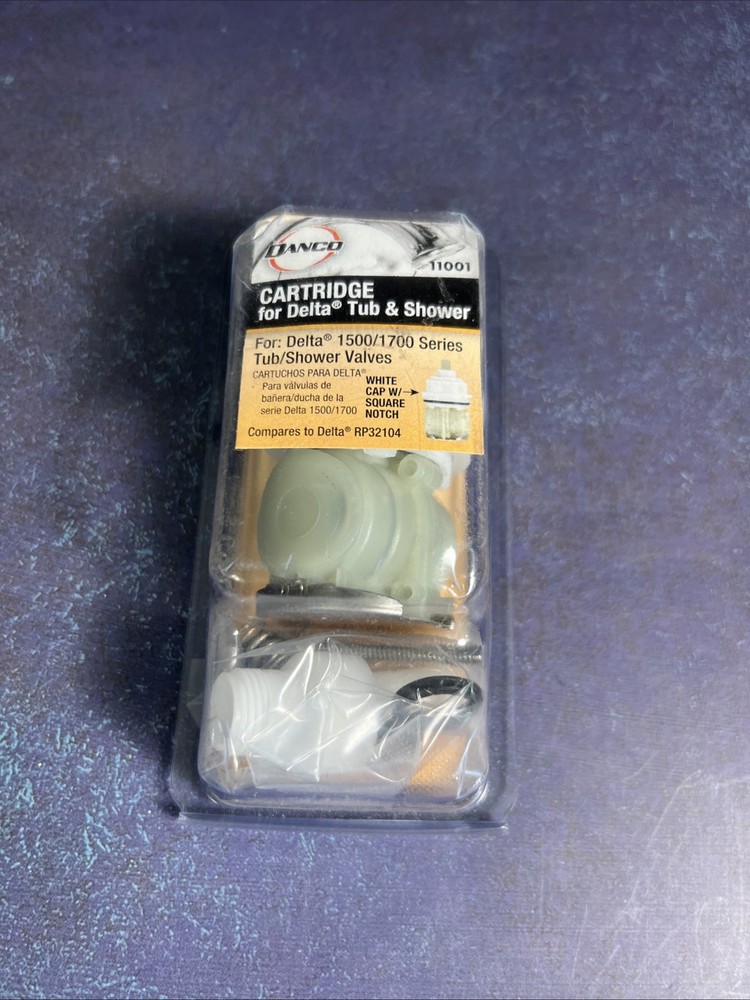 DANCO
11001
CARTRIDGE
for Delta® Tub & Shower
For: Delta® 1500/1700 Series
Tub/Shower Valves
CARTUCHOS PARA DELTA®
Para válvulas de
bañera/ducha de la
serie Delta 1500/1700
WHITE
CAP W/
SQUARE
NOTCH
Compares to Delta® RP32104